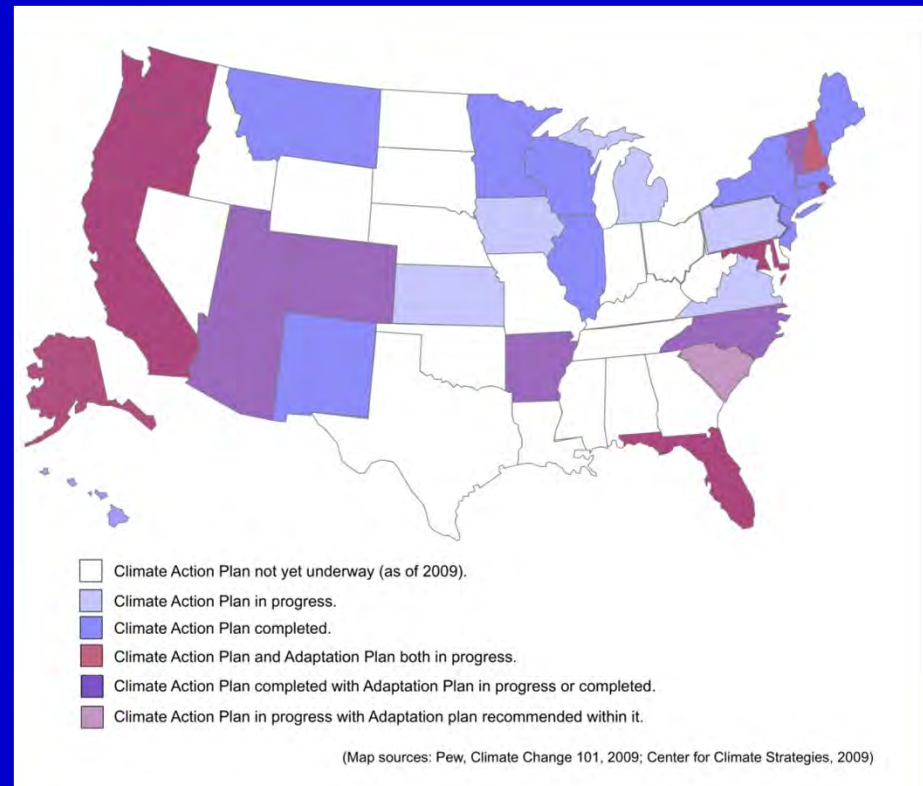 Climate Action Plan not yet underway (as of 2009).
Climate Action Plan in progress.
Climate Action Plan completed.
Climate Action Plan and Adaptation Plan both in progress.
Climate Action Plan completed with Adaptation Plan in progress or completed.
Climate Action Plan in progress with Adaptation plan recommended within it.
(Map sources: Pew, Climate Change 101, 2009; Center for Climate Strategies, 2009)